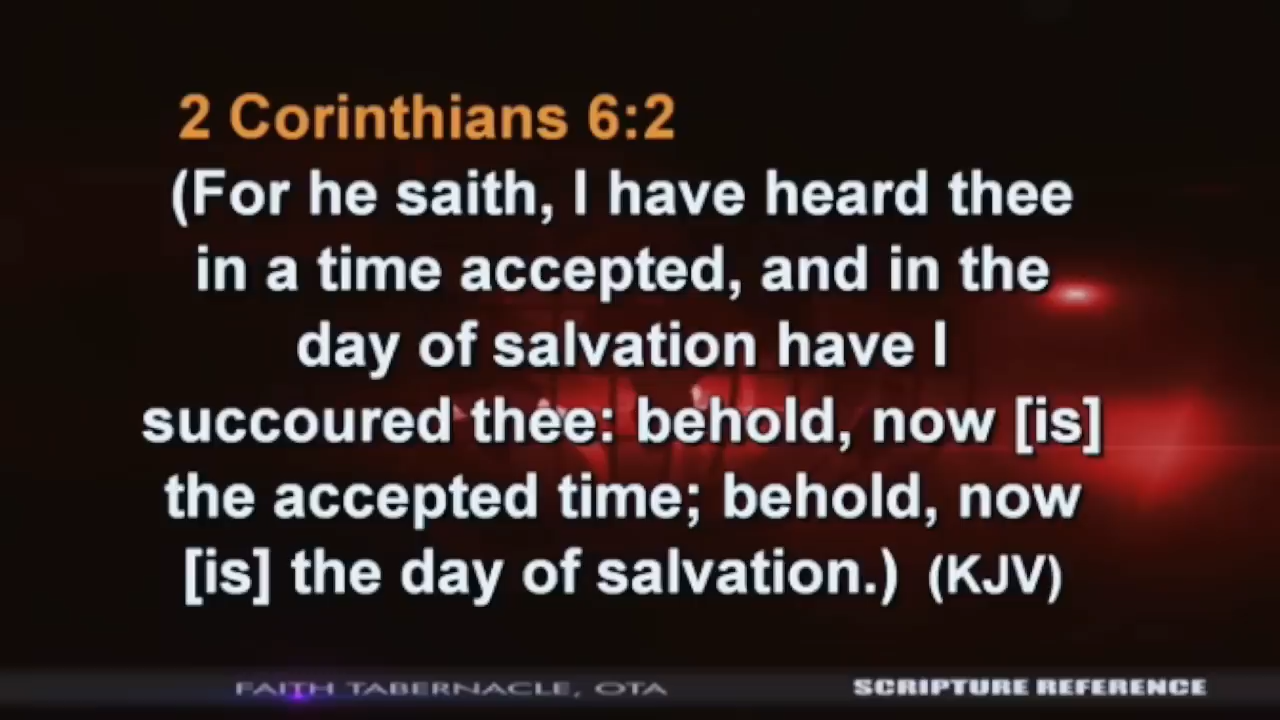 2 Corinthians 6:2
(For he saith, I have heard thee
in a time accepted, and in the
day of salvation have I
succoured thee: behold, now [is]
the accepted time; behold, now
[is] the day of salvation.) (KJV)
FAITH TABERNACLE, OTA
SCRIPTURE REFERENCE